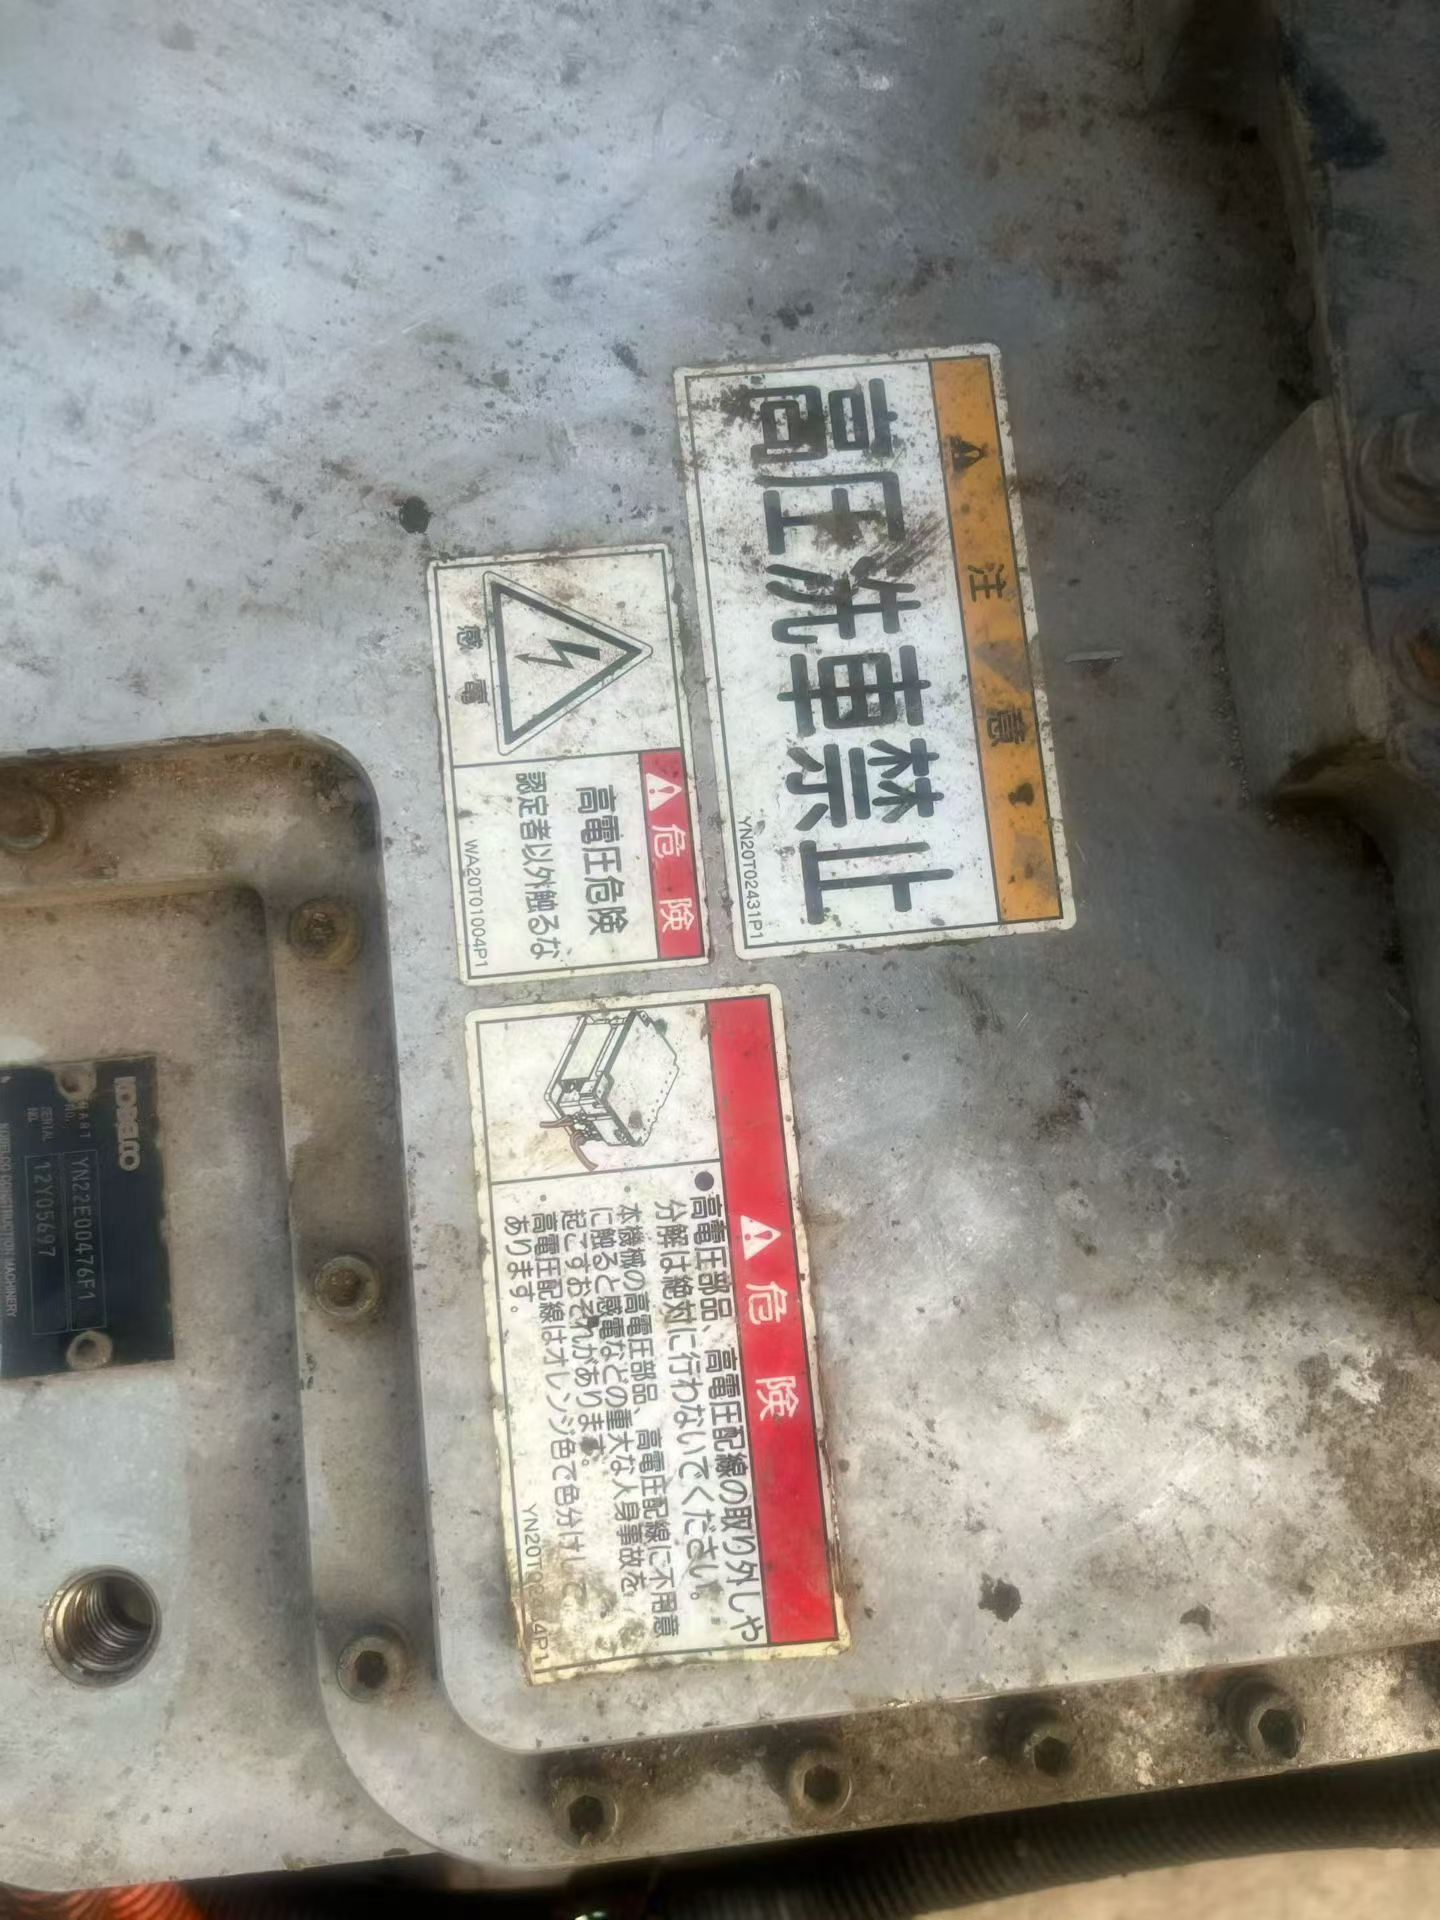 注意
高圧洗車禁止
YN20T02431P1
感電
危険
高電圧危険
認定者以外触るな
WA20T01004P1
危険
●高電圧部品、高電圧配線の取り外しや
分解は絶対に行わないでください。
・本機械の高電圧部品、高電圧配線に不用意
に触ると感電などの重大な人身事故を
起こすおそれがあります。
・高電圧配線はオレンジ色で色分けして
あります。
KOBELCO
PART NO. YN22E00476F1
SERIAL NO. 12Y05697
KOBELCO CONSTRUCTION MACHINERY